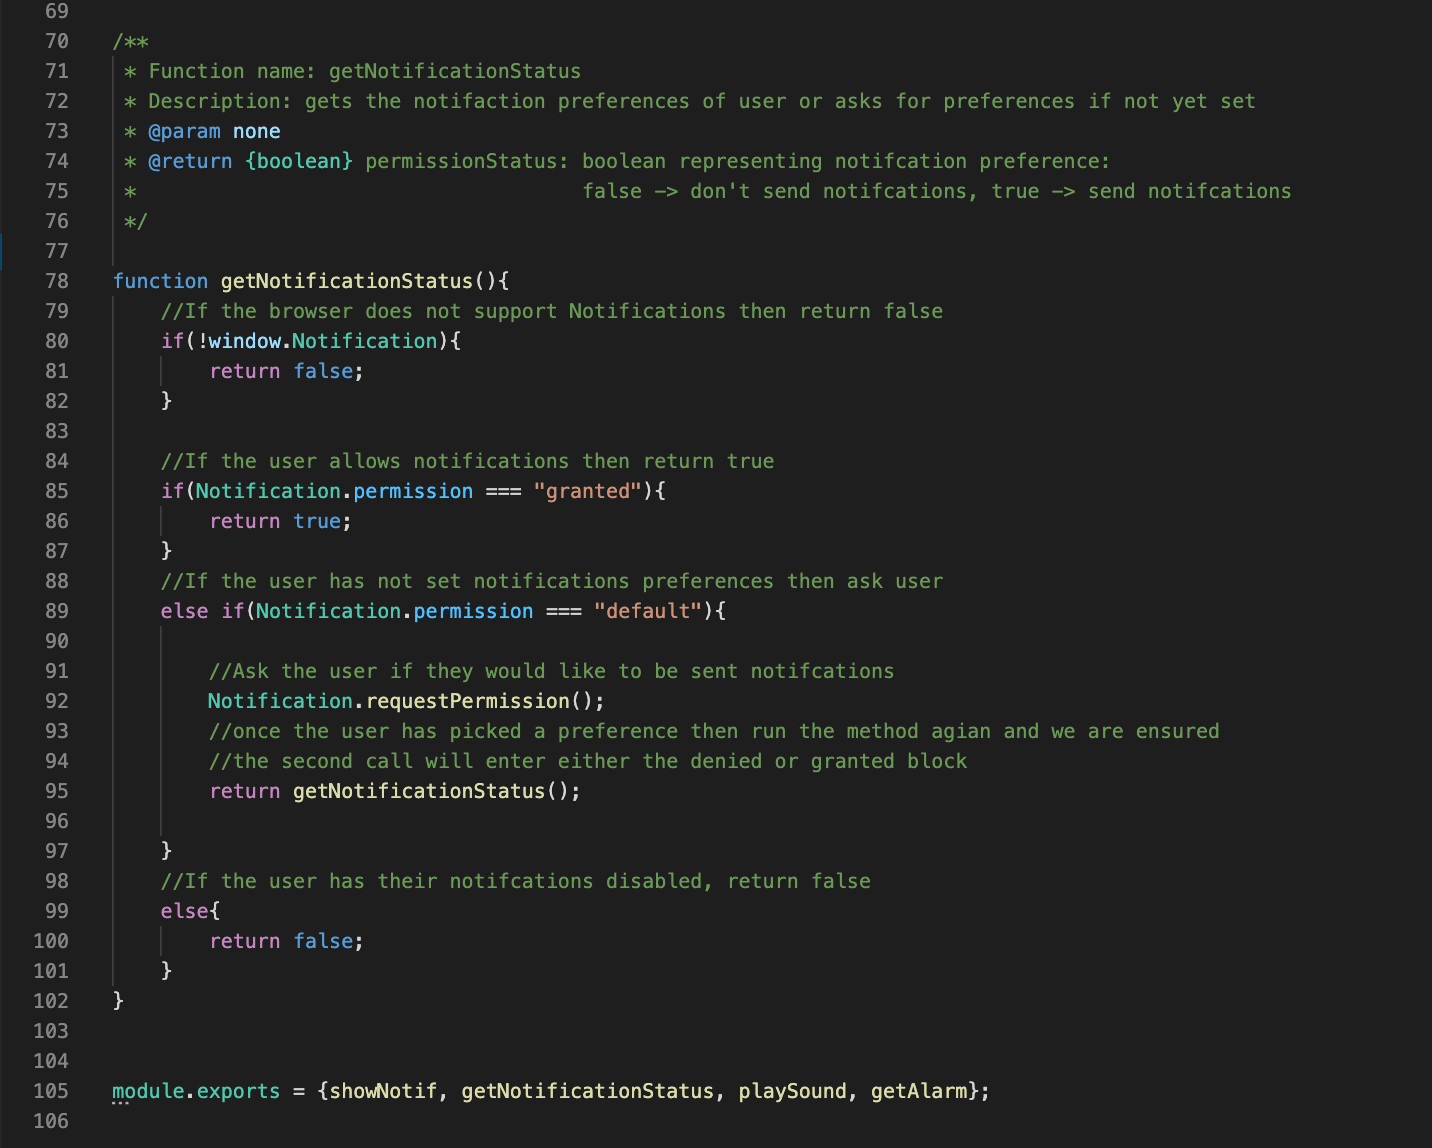 69
70 /**
71 * Function name: getNotificationStatus
72 * Description: gets the notifaction preferences of user or asks for preferences if not yet set
73 * @param none
74 * @return {boolean} permissionStatus: boolean representing notifcation preference:
75 * false -> don't send notifcations, true -> send notifcations
76 */
77
78 function getNotificationStatus(){
79 //If the browser does not support Notifications then return false
80 if(!window.Notification){
81 return false;
82 }
83
84 //If the user allows notifications then return true
85 if(Notification.permission === "granted"){
86 return true;
87 }
88 //If the user has not set notifications preferences then ask user
89 else if(Notification.permission === "default"){
90
91 //Ask the user if they would like to be sent notifcations
92 Notification.requestPermission();
93 //once the user has picked a preference then run the method agian and we are ensured
94 //the second call will enter either the denied or granted block
95 return getNotificationStatus();
96
97 }
98 //If the user has their notifcations disabled, return false
99 else{
100 return false;
101 }
102 }
103
104
105 module.exports = {showNotif, getNotificationStatus, playSound, getAlarm};
106